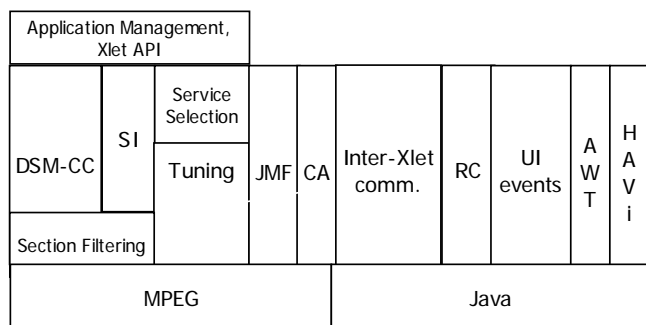 Application Management,
Xlet API
DSM-CC
SI
Service
Selection
Tuning
JMF
CA
Inter-Xlet
comm.
RC
UI
events
A
W
T
H
A
V
i
Section Filtering
MPEG
Java